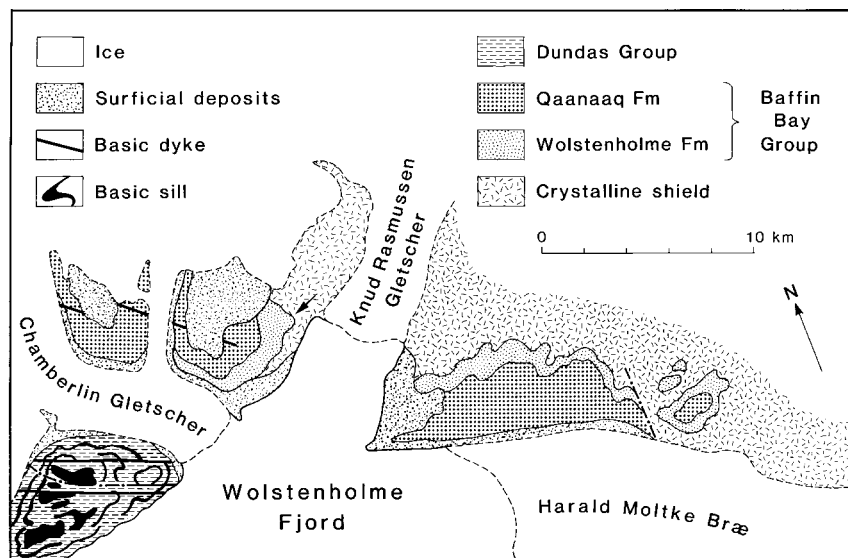 Ice
Surficial deposits
Basic dyke
Basic sill
Dundas Group
Qaanaaq Fm
Wolstenholme Fm
Baffin
Bay
Group
Crystalline shield
0 10 km
N
Knud Rasmussen
Gletscher
Chamberlin Gletscher
Wolstenholme
Fjord
Harald Moltke Bræ